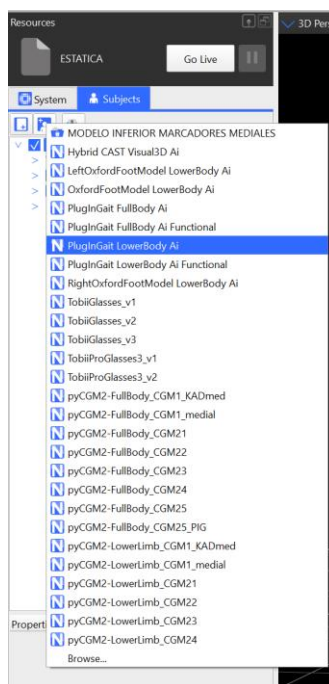 Resources
3D Per
ESTATICA
Go Live
System
Subjects
MODELO INFERIOR MARCADORES MEDIALES
Hybrid CAST Visual3D Ai
LeftOxfordFootModel LowerBody Ai
OxfordFootModel LowerBody Ai
PlugInGait FullBody Ai
PlugInGait FullBody Ai Functional
PlugInGait LowerBody Ai
PlugInGait LowerBody Ai Functional
RightOxfordFootModel LowerBody Ai
TobiiGlasses_v1
TobiiGlasses_v2
TobiiGlasses_v3
TobiiProGlasses3_v1
TobiiProGlasses3_v2
pyCGM2-FullBody_CGM1_KADmed
pyCGM2-FullBody_CGM1_medial
pyCGM2-FullBody_CGM21
pyCGM2-FullBody_CGM22
pyCGM2-FullBody_CGM23
pyCGM2-FullBody_CGM24
pyCGM2-FullBody_CGM25
pyCGM2-FullBody_CGM25_PIG
pyCGM2-LowerLimb_CGM1_KADmed
pyCGM2-LowerLimb_CGM1_medial
pyCGM2-LowerLimb_CGM21
pyCGM2-LowerLimb_CGM22
Propert
pyCGM2-LowerLimb_CGM23
pyCGM2-LowerLimb_CGM24
Browse...